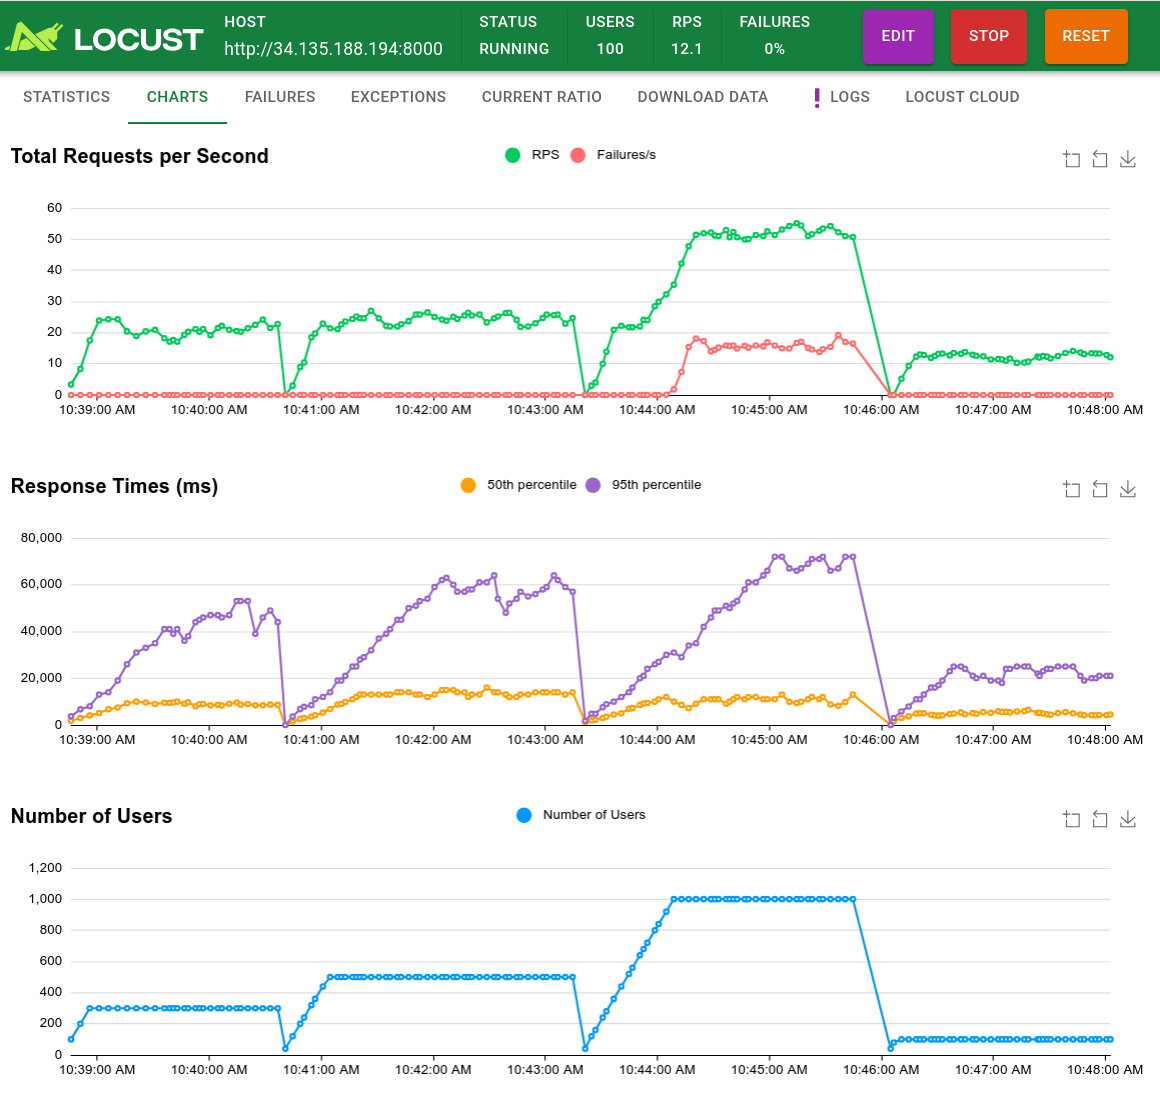 LOCUST
HOST
http://34.135.188.194:8000
STATUS
RUNNING
USERS
100
RPS
12.1
FAILURES
0%
EDIT
STOP
RESET
STATISTICS CHARTS FAILURES EXCEPTIONS CURRENT RATIO DOWNLOAD DATA ! LOGS LOCUST CLOUD
Total Requests per Second
RPS Failures/s
60
50
40
30
20
10
0
10:39:00 AM 10:40:00 AM 10:41:00 AM 10:42:00 AM 10:43:00 AM 10:44:00 AM 10:45:00 AM 10:46:00 AM 10:47:00 AM 10:48:00 AM
Response Times (ms)
50th percentile 95th percentile
80,000
60,000
40,000
20,000
0
10:39:00 AM 10:40:00 AM 10:41:00 AM 10:42:00 AM 10:43:00 AM 10:44:00 AM 10:45:00 AM 10:46:00 AM 10:47:00 AM 10:48:00 AM
Number of Users
Number of Users
1,200
1,000
800
600
400
200
0
10:39:00 AM 10:40:00 AM 10:41:00 AM 10:42:00 AM 10:43:00 AM 10:44:00 AM 10:45:00 AM 10:46:00 AM 10:47:00 AM 10:48:00 AM